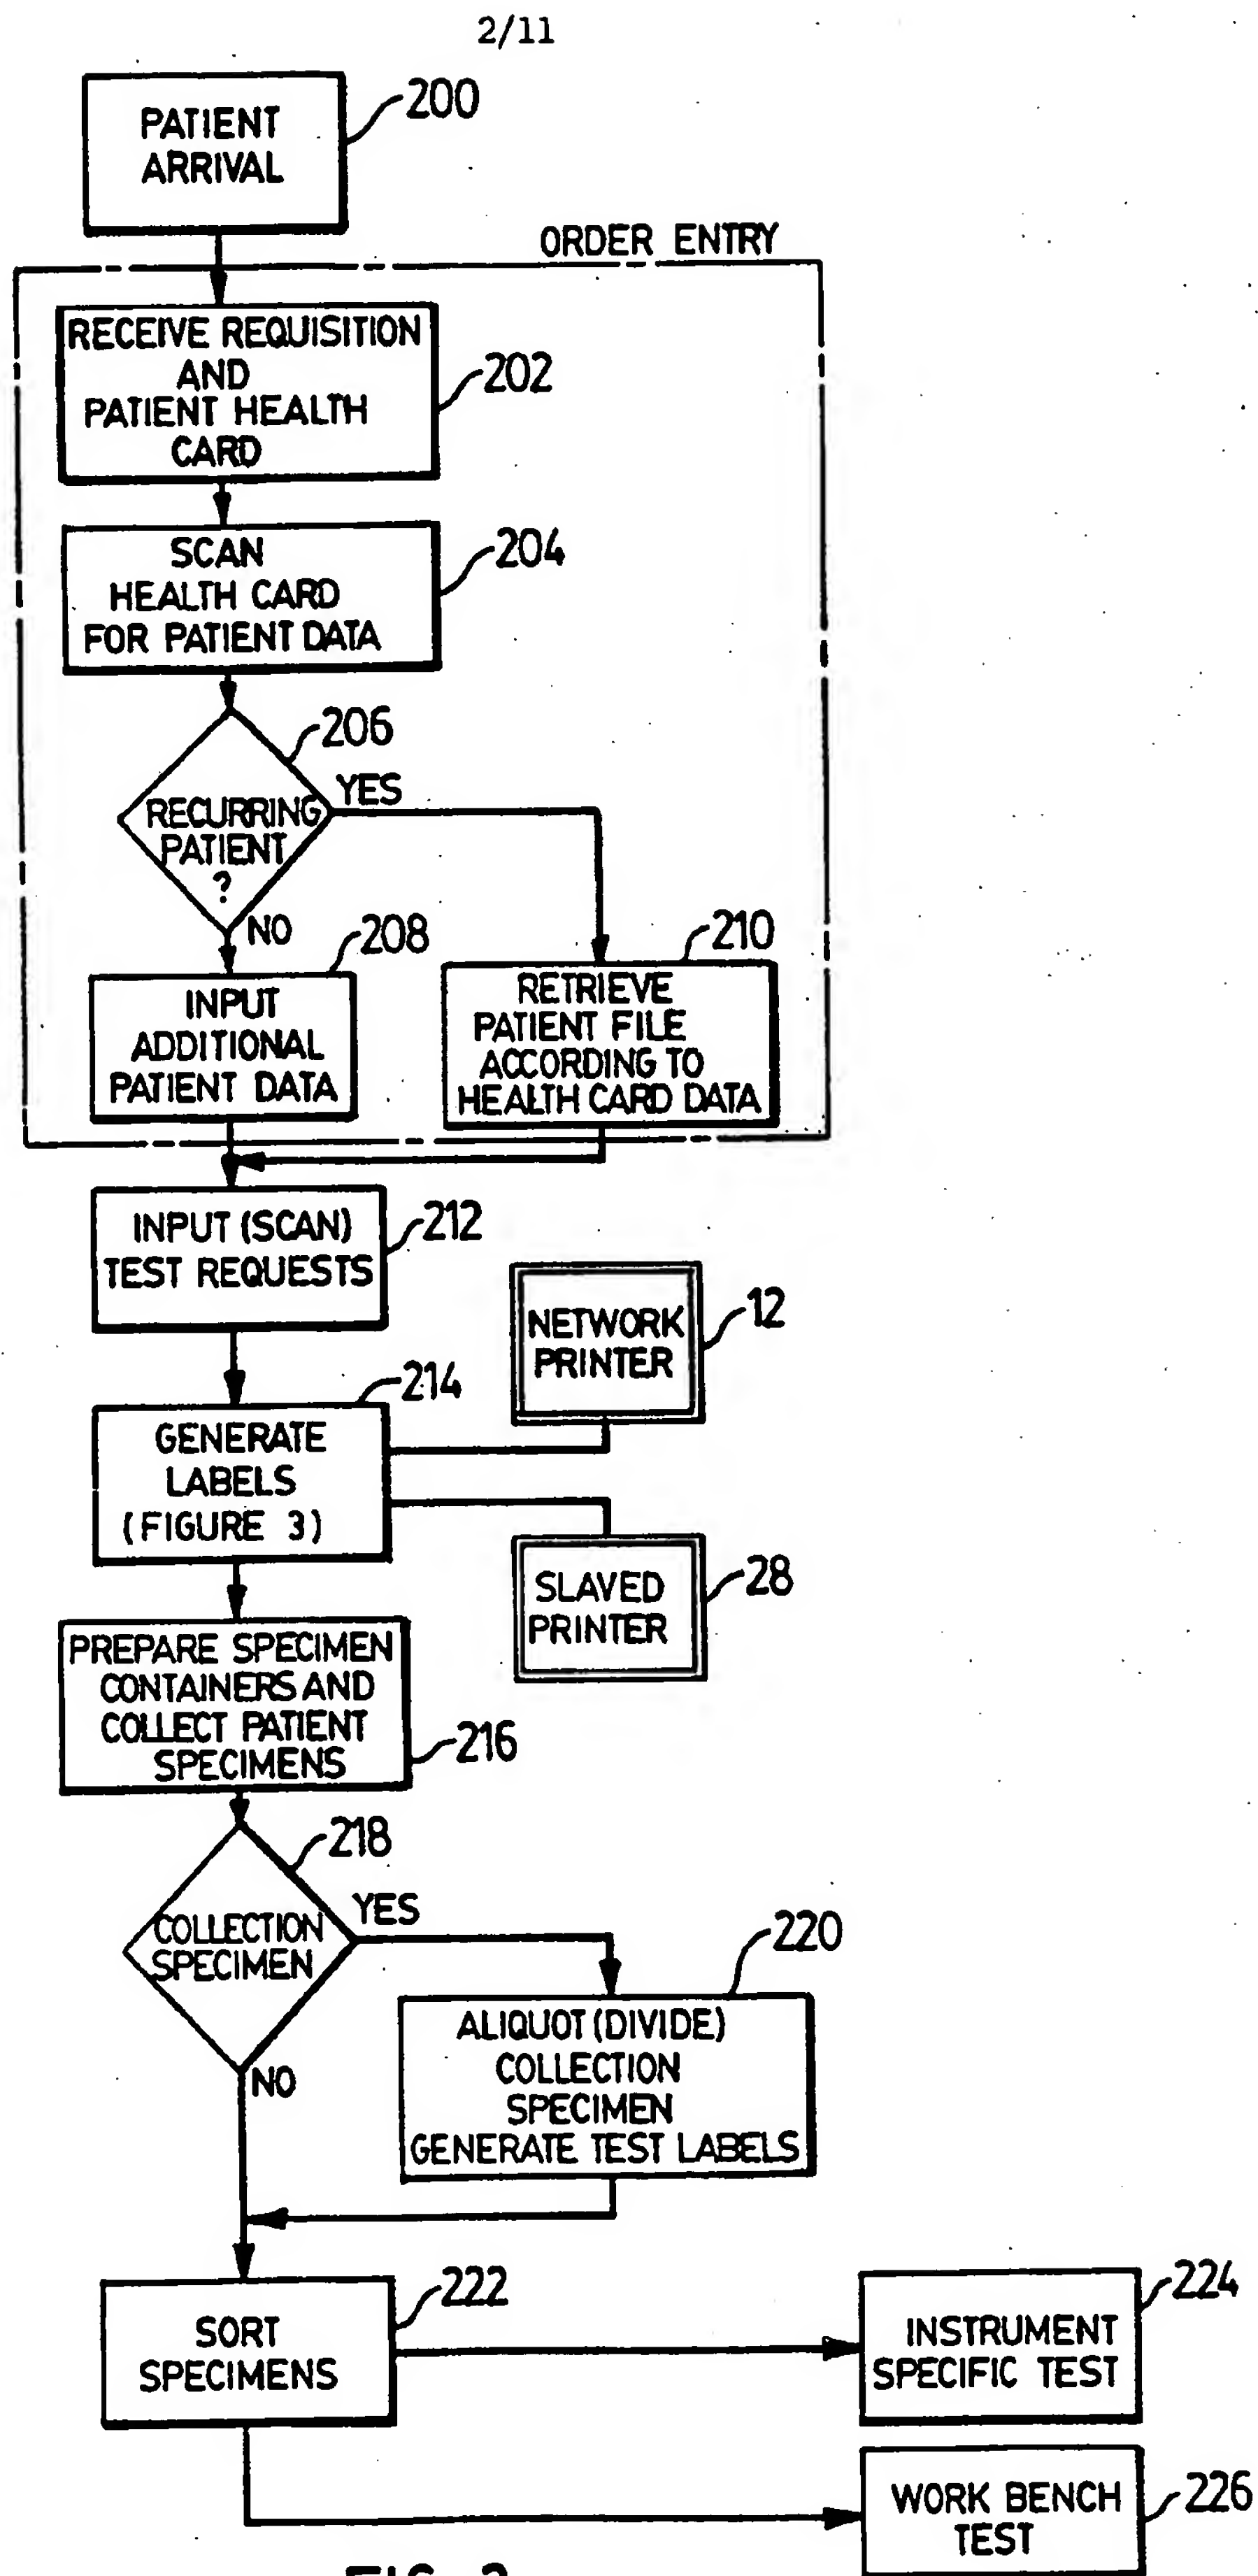 2/11
PATIENT
ARRIVAL
200
ORDER ENTRY
RECEIVE REQUISITION
AND
PATIENT HEALTH
CARD
202
SCAN
HEALTH CARD
FOR PATIENT DATA
204
206
RECURRING
PATIENT
?
YES
NO
208
INPUT
ADDITIONAL
PATIENT DATA
210
RETRIEVE
PATIENT FILE
ACCORDING TO
HEALTH CARD DATA
INPUT (SCAN)
TEST REQUESTS
212
NETWORK
PRINTER
12
214
GENERATE
LABELS
(FIGURE 3)
SLAVED
PRINTER
28
PREPARE SPECIMEN
CONTAINERS AND
COLLECT PATIENT
SPECIMENS
216
218
COLLECTION
SPECIMEN
YES
NO
220
ALIQUOT (DIVIDE)
COLLECTION
SPECIMEN
GENERATE TEST LABELS
222
SORT
SPECIMENS
224
INSTRUMENT
SPECIFIC TEST
WORK BENCH
TEST
226